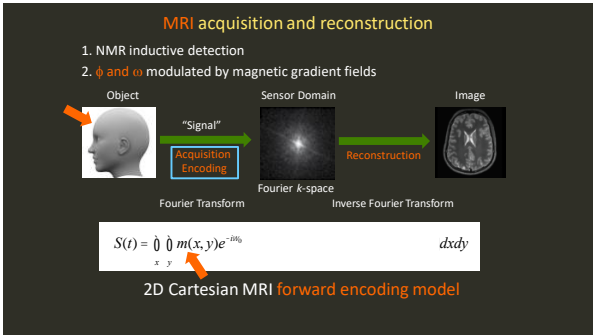 MRI acquisition and reconstruction
1. NMR inductive detection
2. ϕ and ω modulated by magnetic gradient fields
Object
Sensor Domain
Image
“Signal”
Acquisition
Encoding
Reconstruction
Fourier k-space
Fourier Transform
Inverse Fourier Transform
S(t) = ò ò m(x, y)e^-iw₀ dxdy
x y
2D Cartesian MRI forward encoding model